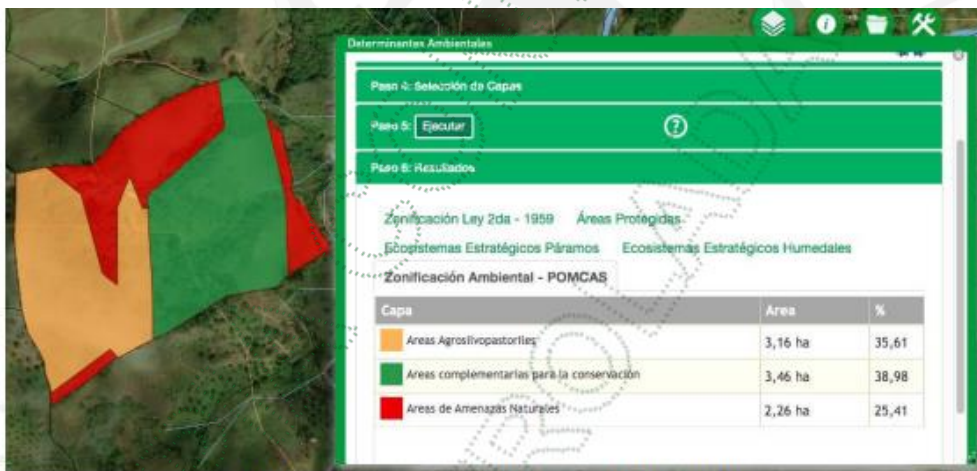 Determinantes Ambientales
Paso 4: Selección de Capas
Paso 5: Ejecutar
?
Paso 6: Resultados
Zonificación Ley 2da - 1959 Áreas Protegidas
Ecosistemas Estratégicos Páramos Ecosistemas Estratégicos Humedales
Zonificación Ambiental - POMCAS
Capa Area %
Areas Agrosilvopastoriles 3,16 ha 35,61
Areas complementarias para la conservación 3,46 ha 38,98
Areas de Amenazas Naturales 2,26 ha 25,41